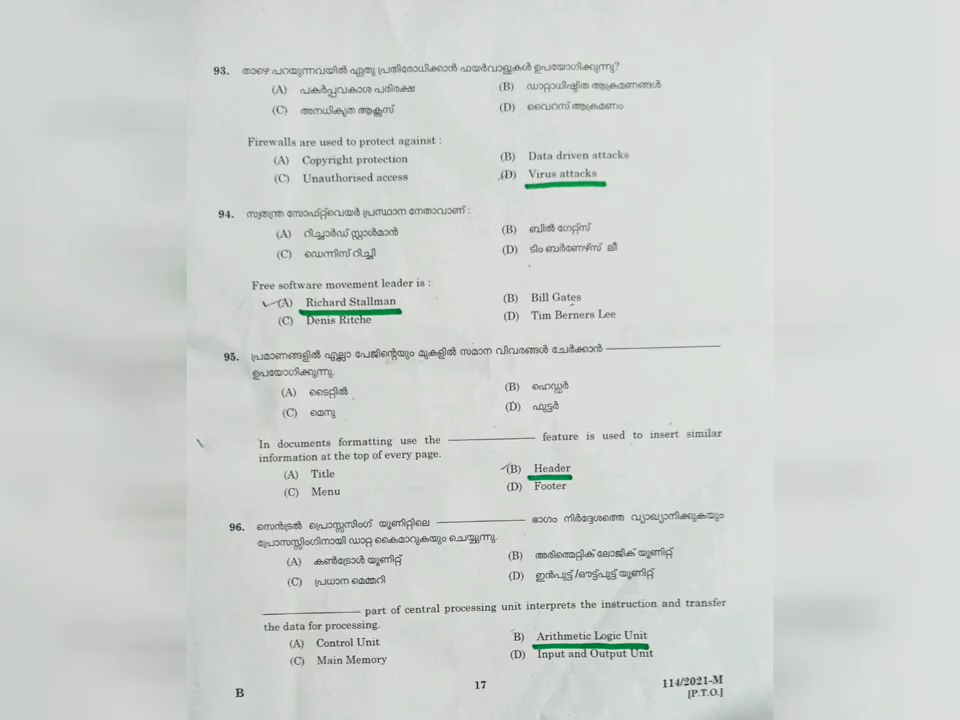 93. താഴെ പറയുന്നവയിൽ ഏതു പ്രതിരോധിക്കാൻ ഫയർവാളുകൾ ഉപയോഗിക്കുന്നു?
(A) പകർപ്പവകാശ പരിരക്ഷ (B) ഡാറ്റാധിഷ്ഠിത ആക്രമണങ്ങൾ
(C) അനധികൃത ആക്സസ് (D) വൈറസ് ആക്രമണം
Firewalls are used to protect against :
(A) Copyright protection (B) Data driven attacks
(C) Unauthorised access (D) Virus attacks
94. സ്വതന്ത്ര സോഫ്റ്റ്‌വെയർ പ്രസ്ഥാന നേതാവാണ് :
(A) റിച്ചാർഡ് സ്റ്റാൾമാൻ (B) ബിൽ ഗേറ്റ്സ്
(C) ഡെന്നിസ് റിച്ചി (D) ടിം ബർണേഴ്സ് ലീ
Free software movement leader is :
(A) Richard Stallman (B) Bill Gates
(C) Denis Ritche (D) Tim Berners Lee
95. പ്രമാണങ്ങളിൽ എല്ലാ പേജിന്റെയും മുകളിൽ സമാന വിവരങ്ങൾ ചേർക്കാൻ ————
ഉപയോഗിക്കുന്നു.
(A) ടൈറ്റിൽ (B) ഹെഡ്ഡർ
(C) മെനു (D) ഫുട്ടർ
In documents formatting use the ———— feature is used to insert similar
information at the top of every page.
(A) Title (B) Header
(C) Menu (D) Footer
96. സെൻട്രൽ പ്രൊസ്സസിംഗ് യൂണിറ്റിലെ ———— ഭാഗം നിർദ്ദേശത്തെ വ്യാഖ്യാനിക്കുകയും
പ്രോസസ്സിംഗിനായി ഡാറ്റ കൈമാറുകയും ചെയ്യുന്നു.
(A) കൺട്രോൾ യൂണിറ്റ് (B) അരിത്മെറ്റിക് ലോജിക് യൂണിറ്റ്
(C) പ്രധാന മെമ്മറി (D) ഇൻപുട്ട്/ഔട്ട്പുട്ട് യൂണിറ്റ്
———— part of central processing unit interprets the instruction and transfer
the data for processing.
(A) Control Unit B) Arithmetic Logic Unit
(C) Main Memory (D) Input and Output Unit
B 17 114/2021-M
[P.T.O.]